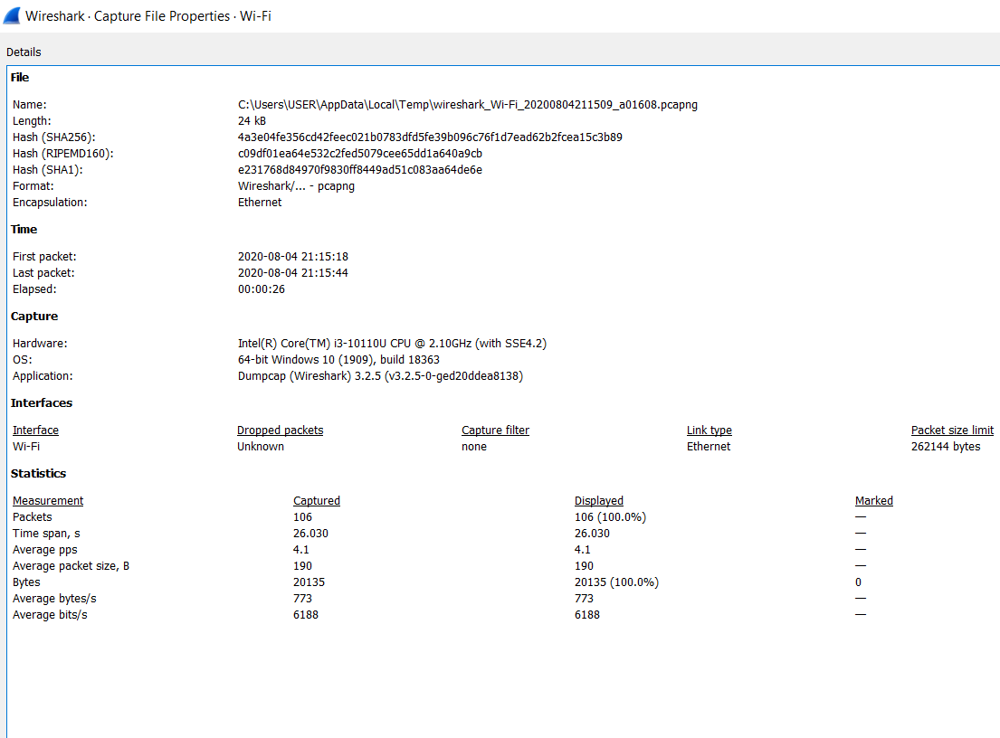 Wireshark · Capture File Properties · Wi-Fi
Details
File
Name: C:\Users\USER\AppData\Local\Temp\wireshark_Wi-Fi_20200804211509_a01608.pcapng
Length: 24 kB
Hash (SHA256): 4a3e04fe356cd42feec021b0783dfd5fe39b096c76f1d7ead62b2fcea15c3b89
Hash (RIPEMD160): c09df01ea64e532c2fed5079cee65dd1a640a9cb
Hash (SHA1): e231768d84970f9830ff8449ad51c083aa64de6e
Format: Wireshark/... - pcapng
Encapsulation: Ethernet
Time
First packet: 2020-08-04 21:15:18
Last packet: 2020-08-04 21:15:44
Elapsed: 00:00:26
Capture
Hardware: Intel(R) Core(TM) i3-10110U CPU @ 2.10GHz (with SSE4.2)
OS: 64-bit Windows 10 (1909), build 18363
Application: Dumpcap (Wireshark) 3.2.5 (v3.2.5-0-ged20ddea8138)
Interfaces
Interface Dropped packets Capture filter Link type Packet size limit
Wi-Fi Unknown none Ethernet 262144 bytes
Statistics
Measurement Captured Displayed Marked
Packets 106 106 (100.0%) —
Time span, s 26.030 26.030 —
Average pps 4.1 4.1 —
Average packet size, B 190 190 —
Bytes 20135 20135 (100.0%) 0
Average bytes/s 773 773 —
Average bits/s 6188 6188 —